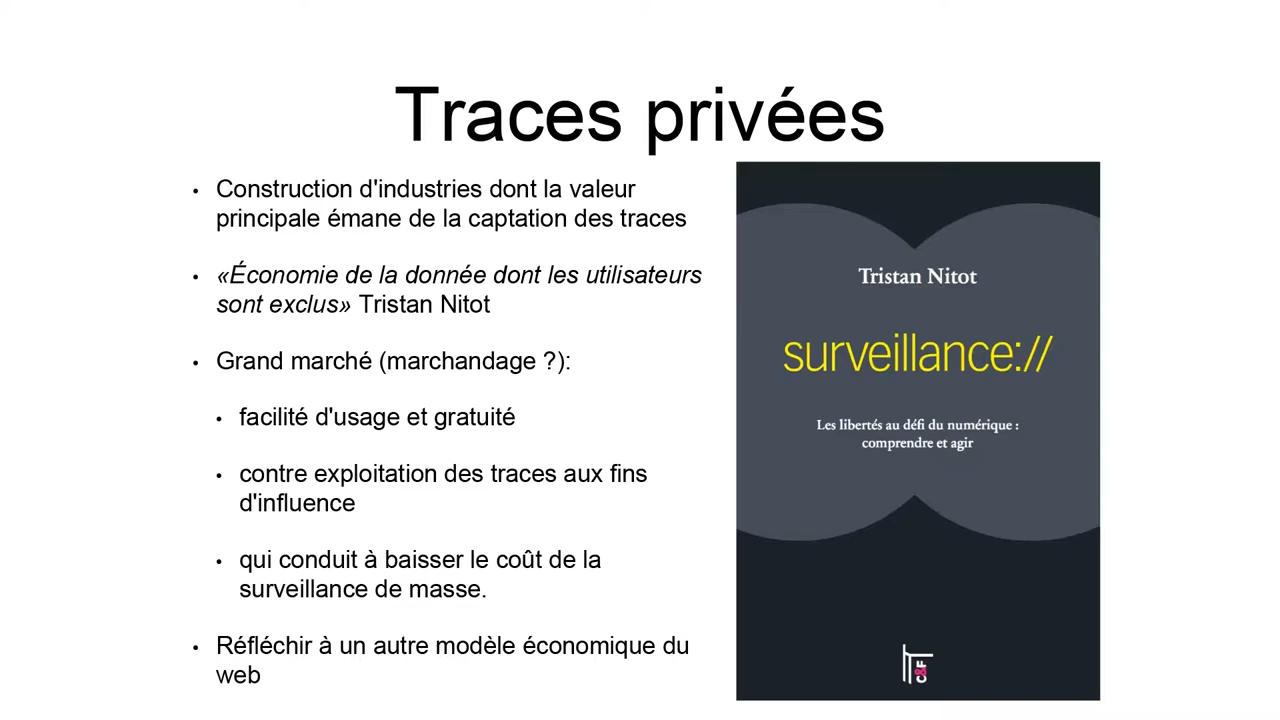 Traces privées
• Construction d'industries dont la valeur
principale émane de la captation des traces
• «Économie de la donnée dont les utilisateurs
sont exclus» Tristan Nitot
• Grand marché (marchandage ?):
• facilité d'usage et gratuité
• contre exploitation des traces aux fins
d'influence
• qui conduit à baisser le coût de la
surveillance de masse.
• Réfléchir à un autre modèle économique du
web
Tristan Nitot
surveillance://
Les libertés au défi du numérique :
comprendre et agir
C&F